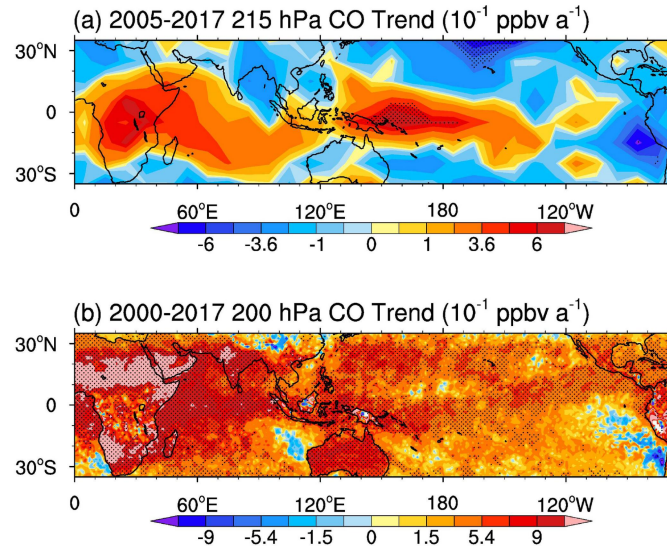 (a) 2005-2017 215 hPa CO Trend (10⁻¹ ppbv a⁻¹)
30°N
0
30°S
0 60°E 120°E 180 120°W
-6 -3.6 -1 0 1 3.6 6
(b) 2000-2017 200 hPa CO Trend (10⁻¹ ppbv a⁻¹)
30°N
0
30°S
0 60°E 120°E 180 120°W
-9 -5.4 -1.5 0 1.5 5.4 9